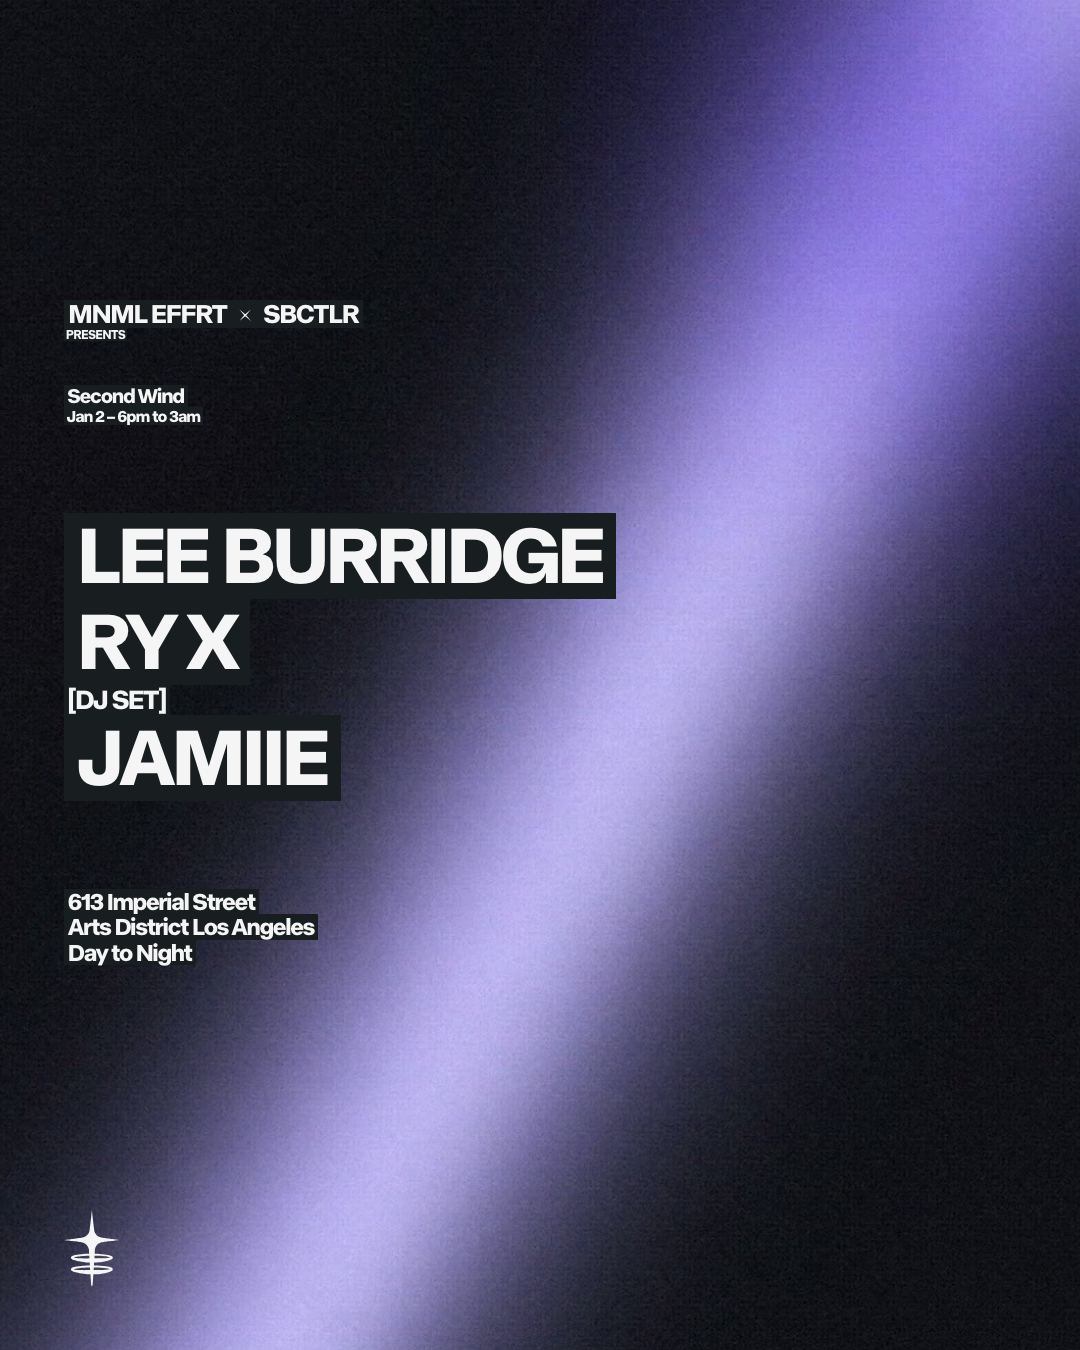 MNML EFFRT × SBCTLR
PRESENTS
Second Wind
Jan 2 – 6pm to 3am
LEE BURRIDGE
RY X
[DJ SET]
JAMIIE
613 Imperial Street
Arts District Los Angeles
Day to Night